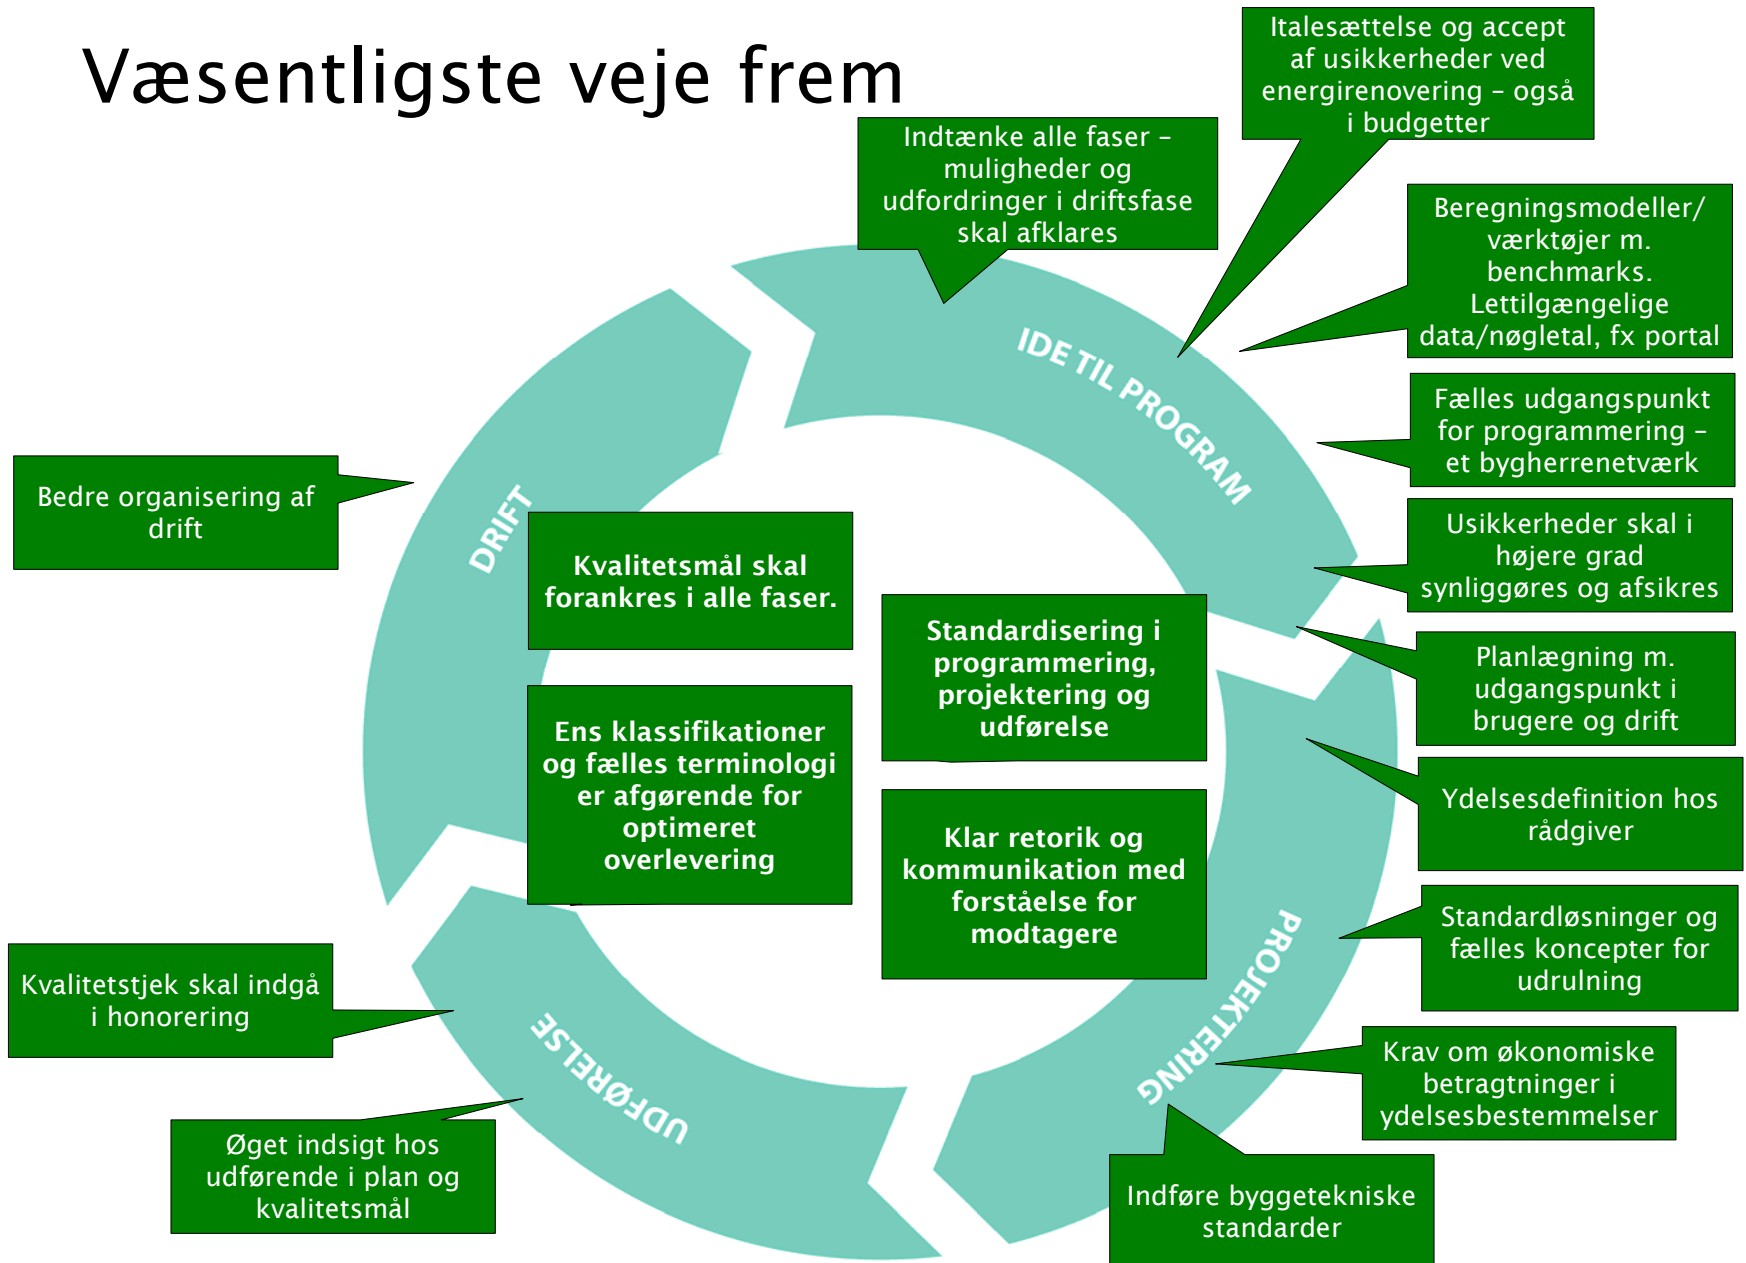 Væsentligste veje frem
Italesættelse og accept
af usikkerheder ved
energirenovering – også
i budgetter
Indtænke alle faser –
muligheder og
udfordringer i driftsfase
skal afklares
Beregningsmodeller/
værktøjer m.
benchmarks.
Lettilgængelige
data/nøgletal, fx portal
IDE TIL PROGRAM
Fælles udgangspunkt
for programmering –
et bygherrenetværk
Bedre organisering af
drift
DRIFT
Usikkerheder skal i
højere grad
synliggøres og afsikres
Kvalitetsmål skal
forankres i alle faser.
Standardisering i
programmering,
projektering og
udførelse
Planlægning m.
udgangspunkt i
brugere og drift
Ens klassifikationer
og fælles terminologi
er afgørende for
optimeret
overlevering
Ydelsesdefinition hos
rådgiver
Klar retorik og
kommunikation med
forståelse for
modtagere
Standardløsninger og
fælles koncepter for
udrulning
PROJEKTERING
Kvalitetstjek skal indgå
i honorering
UDFØRELSE
Krav om økonomiske
betragtninger i
ydelsesbestemmelser
Øget indsigt hos
udførende i plan og
kvalitetsmål
Indføre byggetekniske
standarder